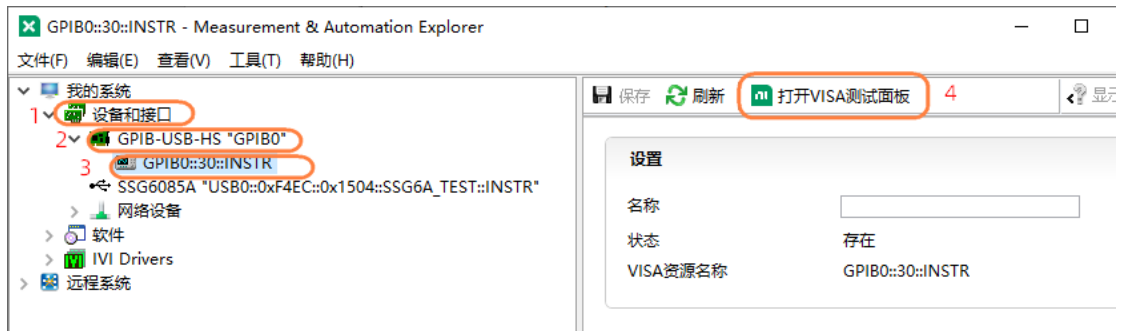 GPIB0::30::INSTR - Measurement & Automation Explorer
文件(F) 编辑(E) 查看(V) 工具(T) 帮助(H)
我的系统
1 设备和接口
2 GPIB-USB-HS "GPIB0"
3 GPIB0::30::INSTR
SSG6085A "USB0::0xF4EC::0x1504::SSG6A_TEST::INSTR"
网络设备
软件
IVI Drivers
远程系统
保存 刷新 打开VISA测试面板 4 显示
设置
名称
状态 存在
VISA资源名称 GPIB0::30::INSTR